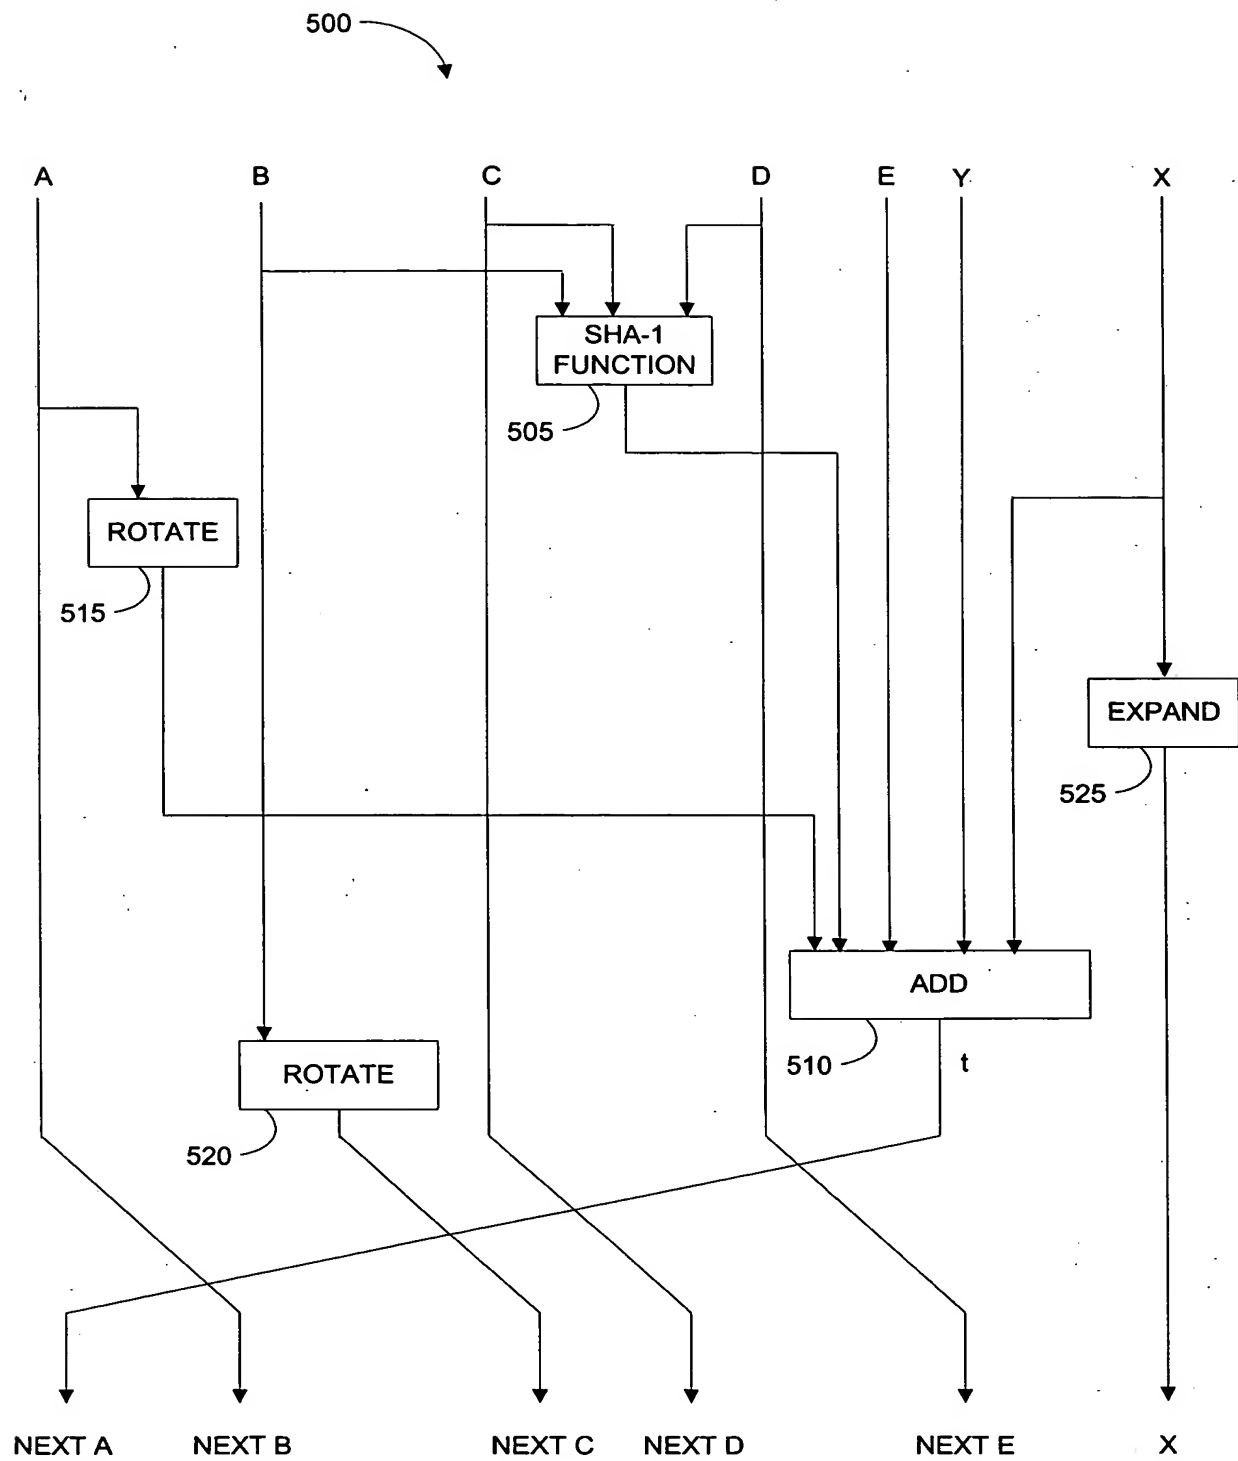 500
A B C D E Y X
SHA-1
FUNCTION
505
ROTATE
515
EXPAND
525
ADD
510
t
ROTATE
520
NEXT A NEXT B NEXT C NEXT D NEXT E X